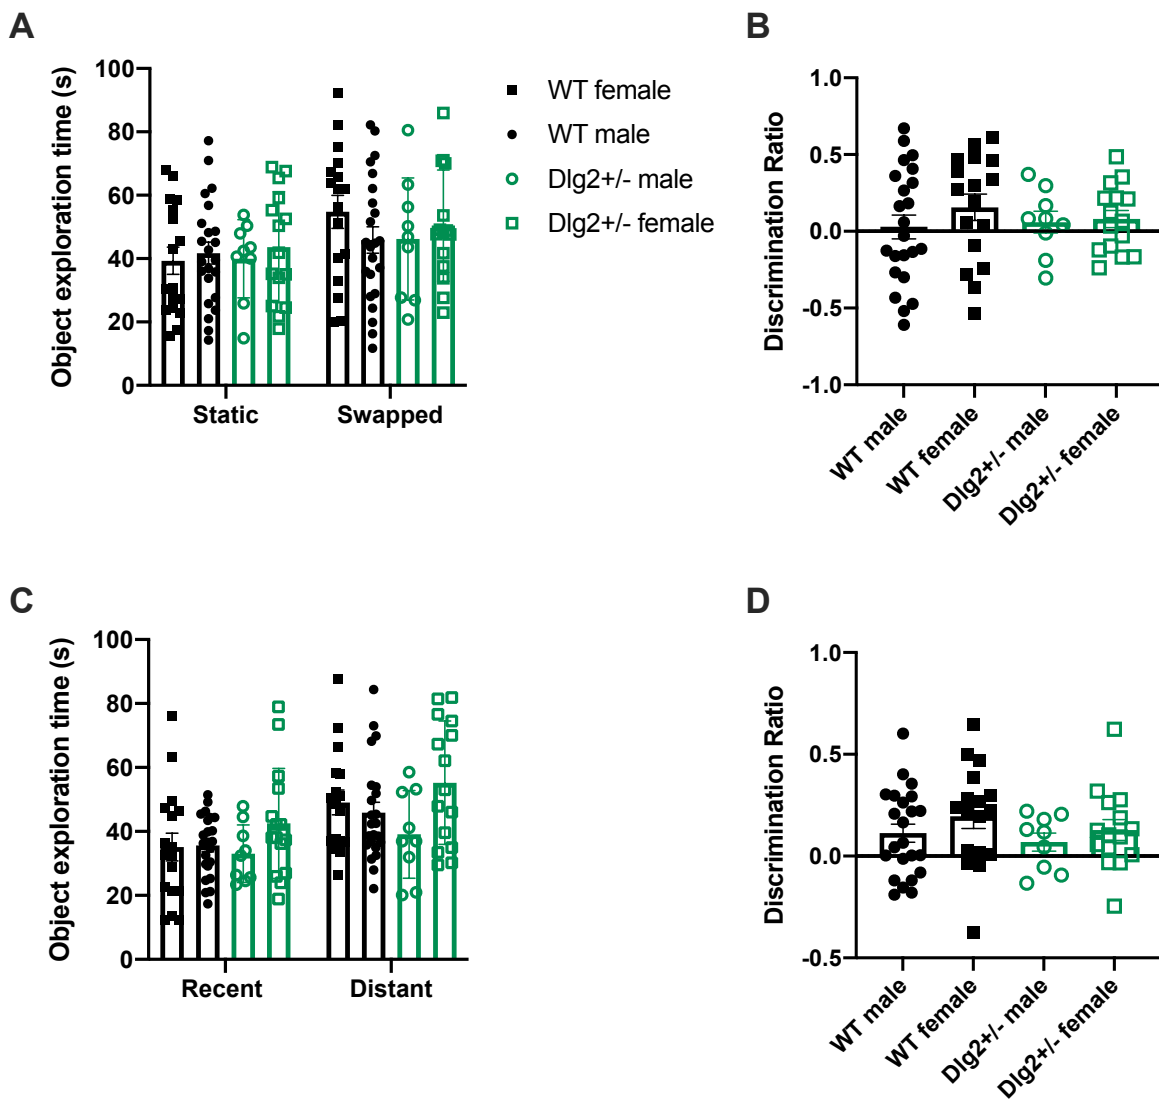 A
Object exploration time (s)
100
80
60
40
20
0
Static
Swapped
WT female
WT male
Dlg2+/- male
Dlg2+/- female
B
Discrimination Ratio
1.0
0.5
0.0
-0.5
-1.0
WT male
WT female
Dlg2+/- male
Dlg2+/- female
C
Object exploration time (s)
100
80
60
40
20
0
Recent
Distant
D
Discrimination Ratio
1.0
0.5
0.0
-0.5
WT male
WT female
Dlg2+/- male
Dlg2+/- female